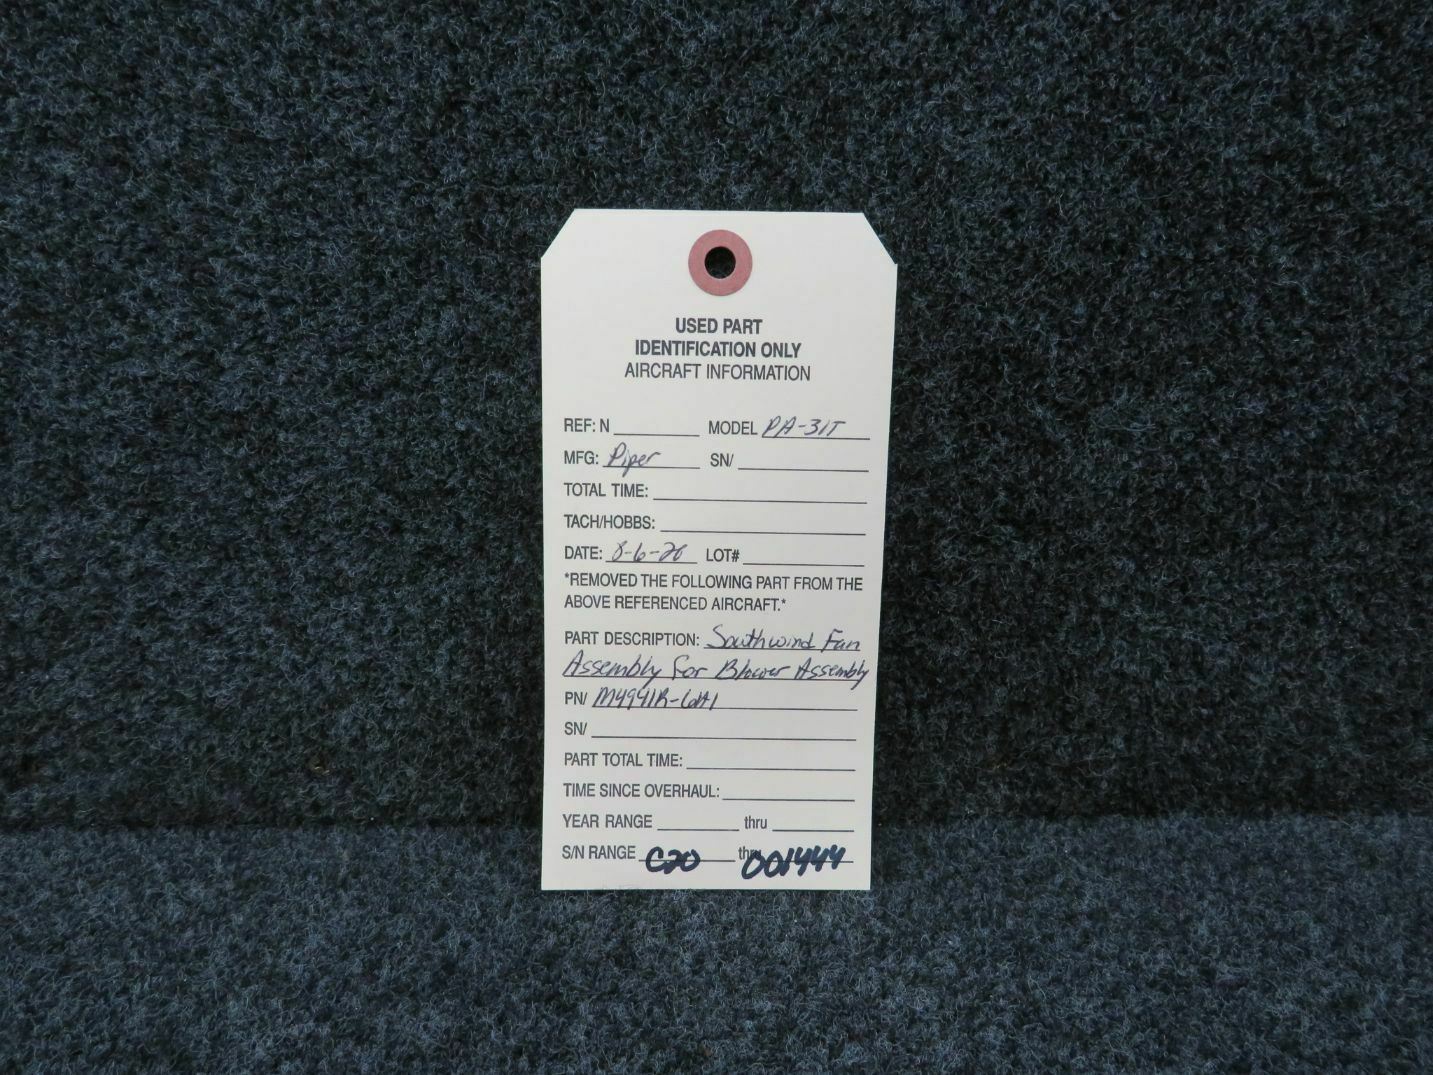 USED PART
IDENTIFICATION ONLY
AIRCRAFT INFORMATION
REF: N MODEL PA-31T
MFG: Piper SN/
TOTAL TIME:
TACH/HOBBS:
DATE: 8-6-20 LOT#
*REMOVED THE FOLLOWING PART FROM THE
ABOVE REFERENCED AIRCRAFT.*
PART DESCRIPTION: Southwind Fan
Assembly for Blower Assembly
PN/
SN/
PART TOTAL TIME:
TIME SINCE OVERHAUL:
YEAR RANGE thru
S/N RANGE C20 thru 001444